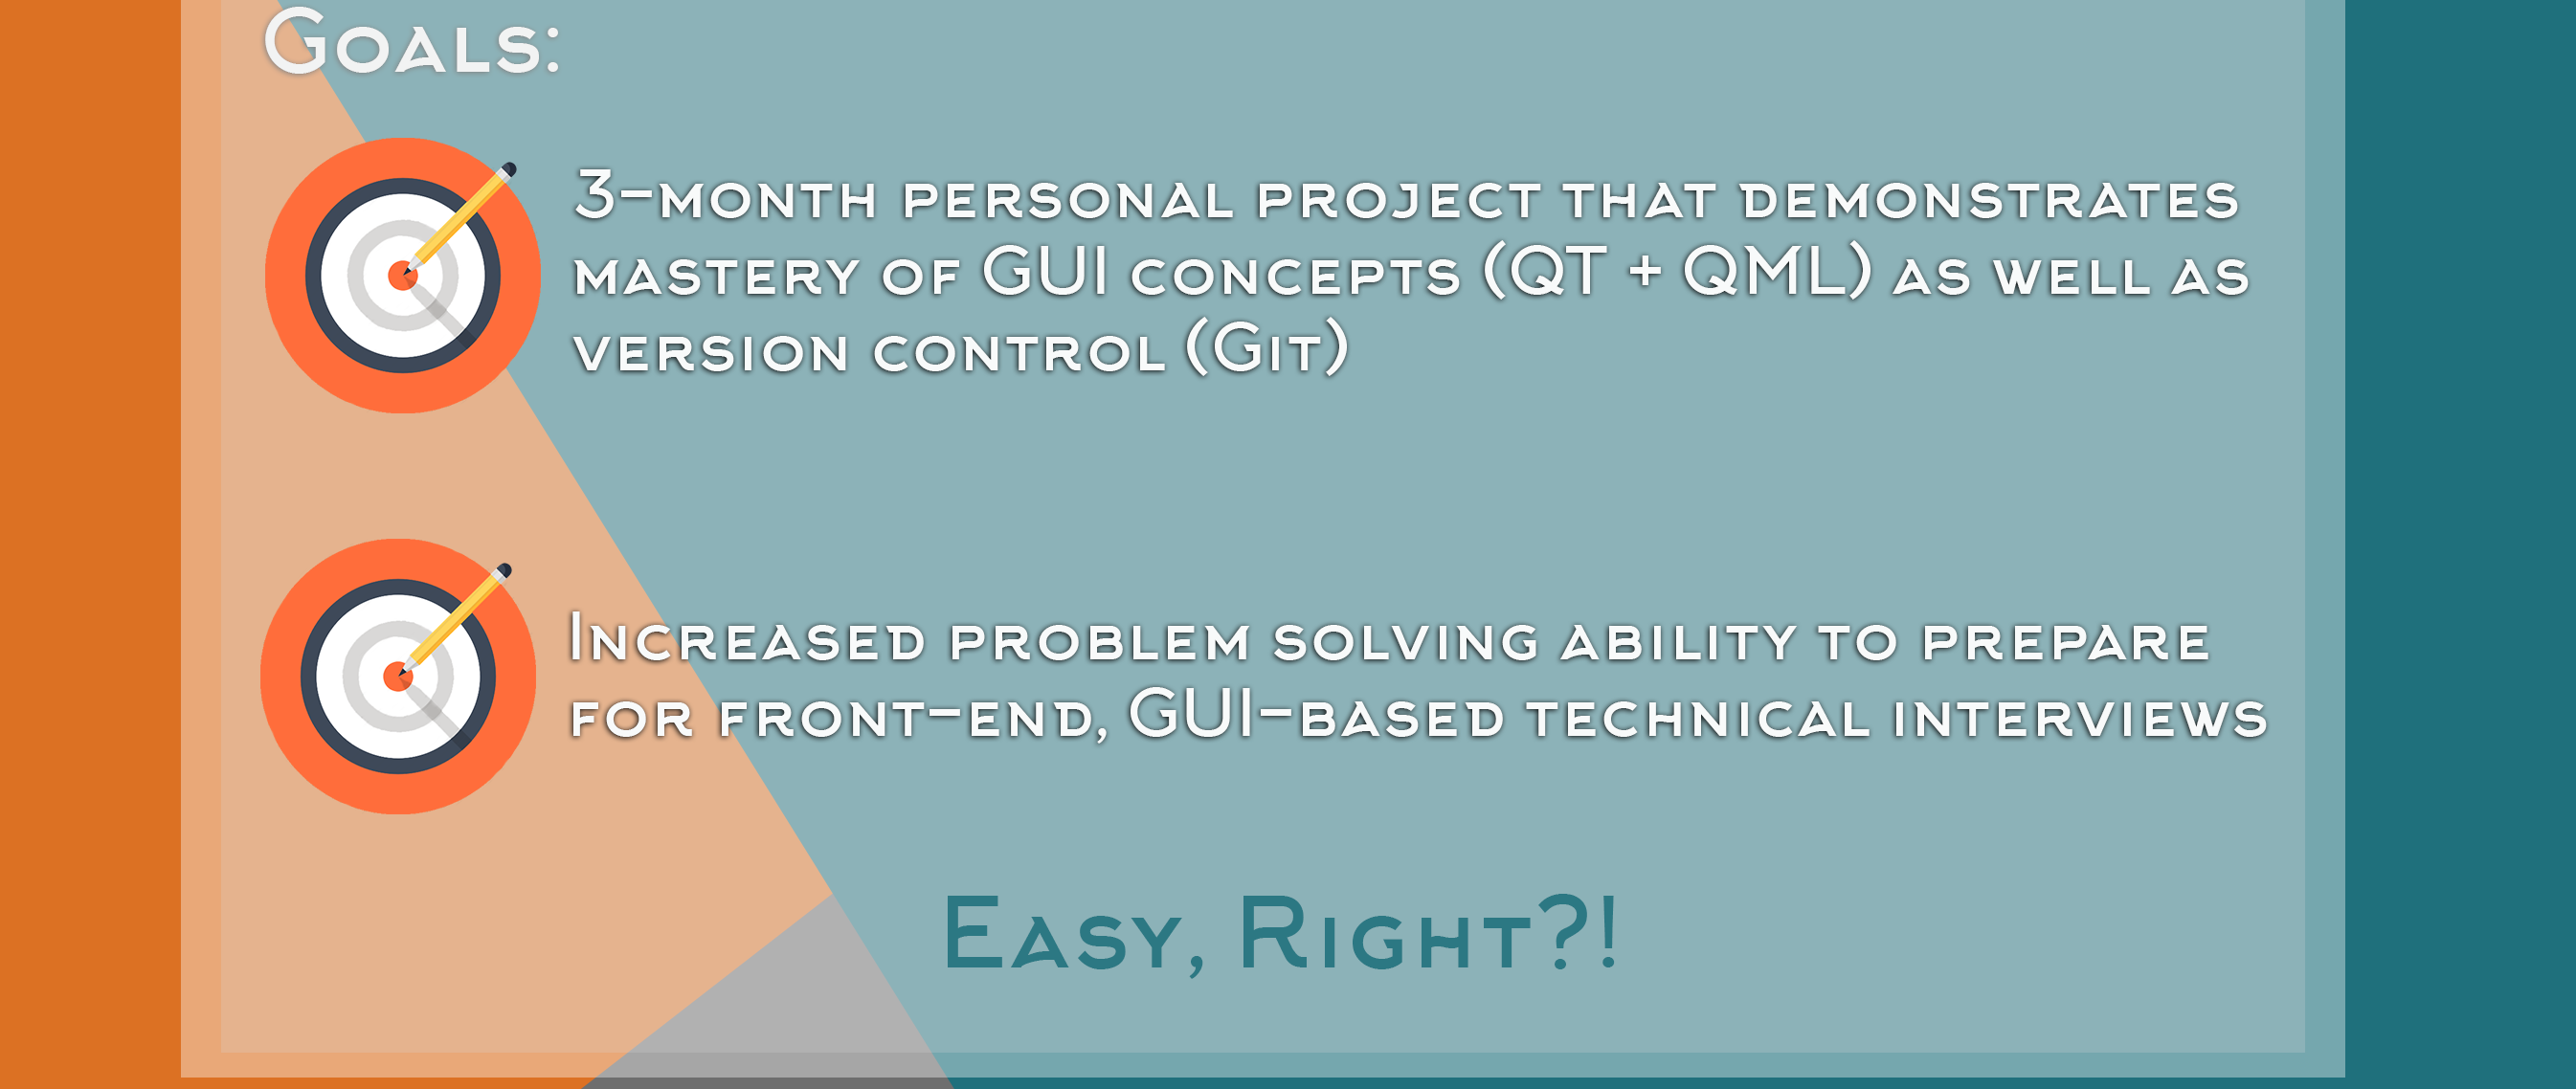 Goals:
3-month personal project that demonstrates
mastery of GUI concepts (QT + QML) as well as
version control (Git)
Increased problem solving ability to prepare
for front-end, GUI-based technical interviews
Easy, Right?!